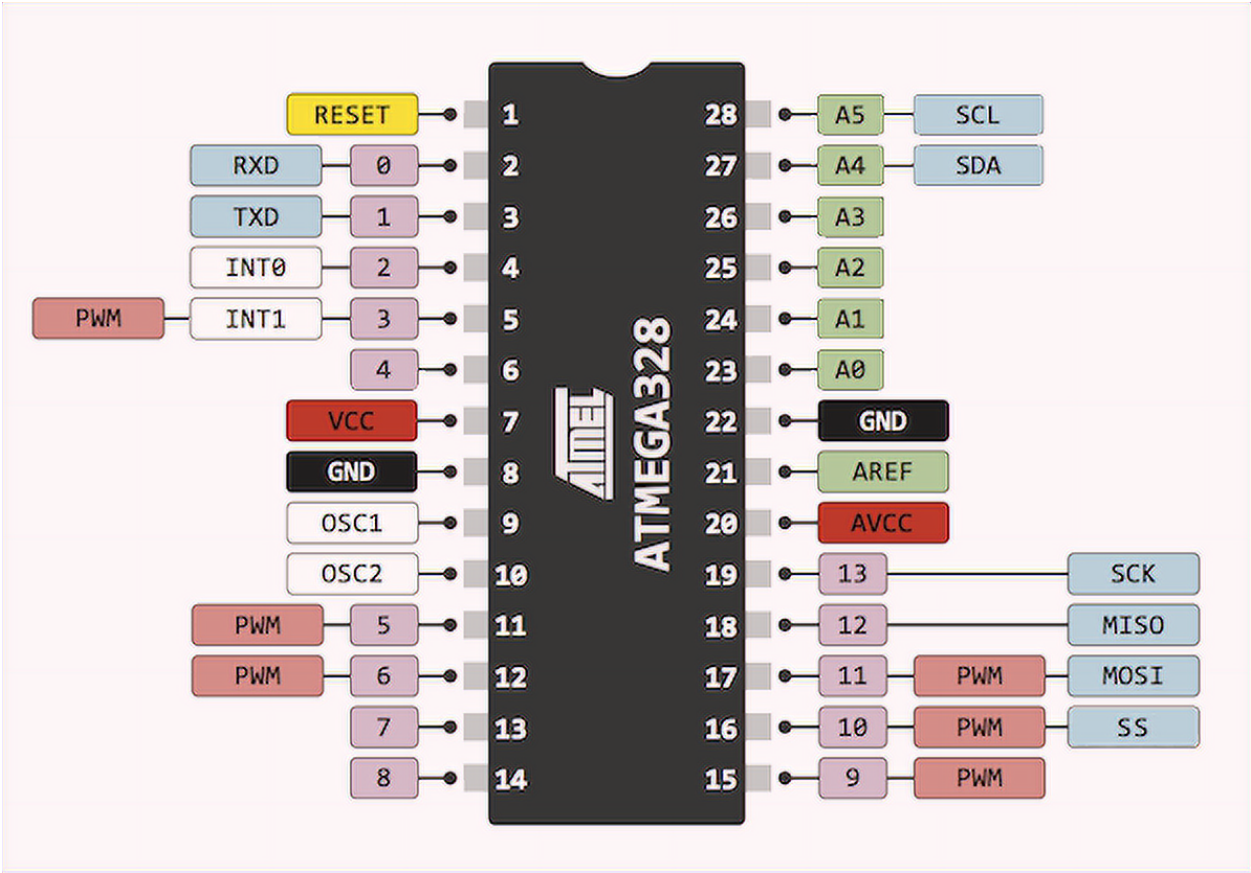 RESET 1 28 A5 SCL
RXD 0 2 27 A4 SDA
TXD 1 3 26 A3
INT0 2 4 25 A2
PWM INT1 3 5 24 A1
4 6 23 A0
VCC 7 22 GND
GND 8 21 AREF
OSC1 9 20 AVCC
OSC2 10 19 13 SCK
PWM 5 11 18 12 MISO
PWM 6 12 17 11 PWM MOSI
7 13 16 10 PWM SS
8 14 15 9 PWM
ATMEL
ATMEGA328